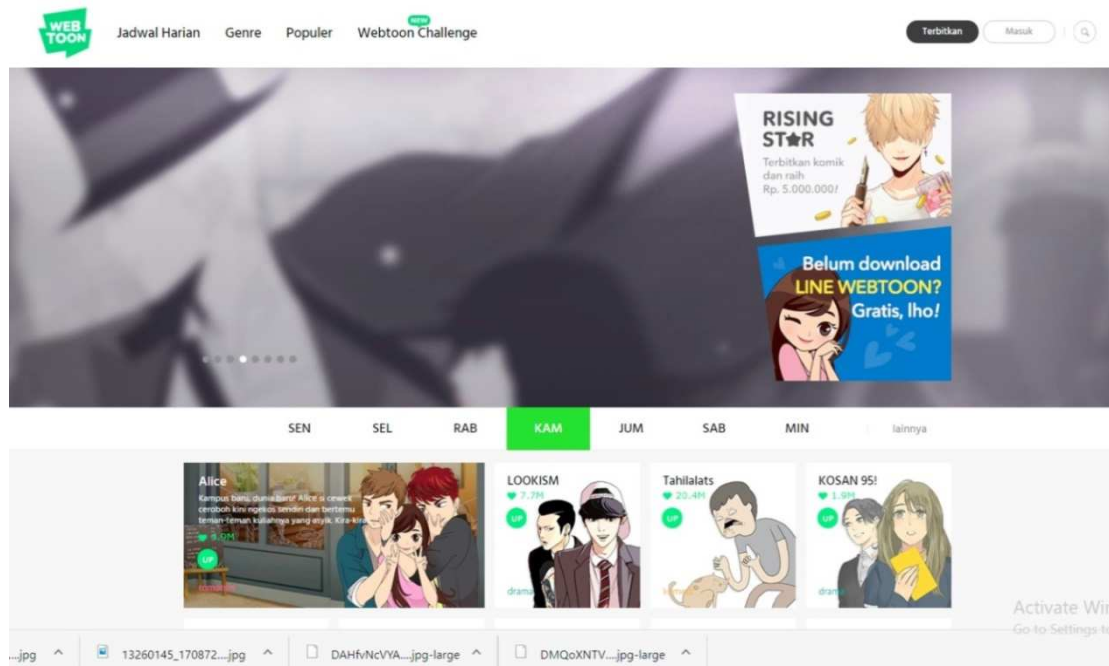 WEB
TOON
Jadwal Harian Genre Populer Webtoon Challenge
NEW
Terbitkan Masuk
RISING
STAR
Terbitkan komik
dan raih
Rp. 5.000.000!
Belum download
LINE WEBTOON?
Gratis, lho!
SEN SEL RAB KAM JUM SAB MIN lainnya
Alice
Kampus baru, dunia baru! Alice si cewek
ceroboh kini ngekos sendiri dan bertemu
teman-teman kuliahnya yang asyik. Kira-kira
UP
LOOKISM
7.7M
UP
drama
Tahilalats
20.4M
UP
KOSAN 95!
1.9M
UP
drama
Activate Win
Go to Settings to
....jpg 13260145_170872....jpg DAHfvNcVYA....jpg-large DMQoXNTV....jpg-large